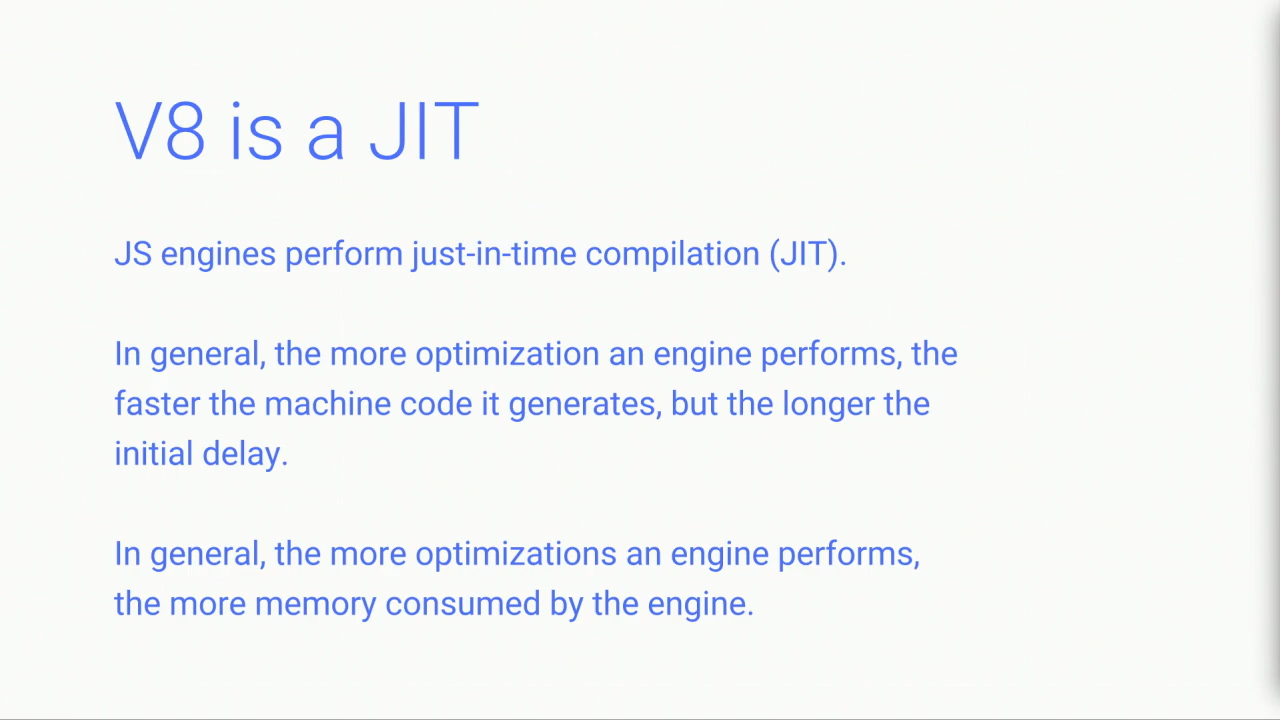 V8 is a JIT
JS engines perform just-in-time compilation (JIT).
In general, the more optimization an engine performs, the
faster the machine code it generates, but the longer the
initial delay.
In general, the more optimizations an engine performs,
the more memory consumed by the engine.